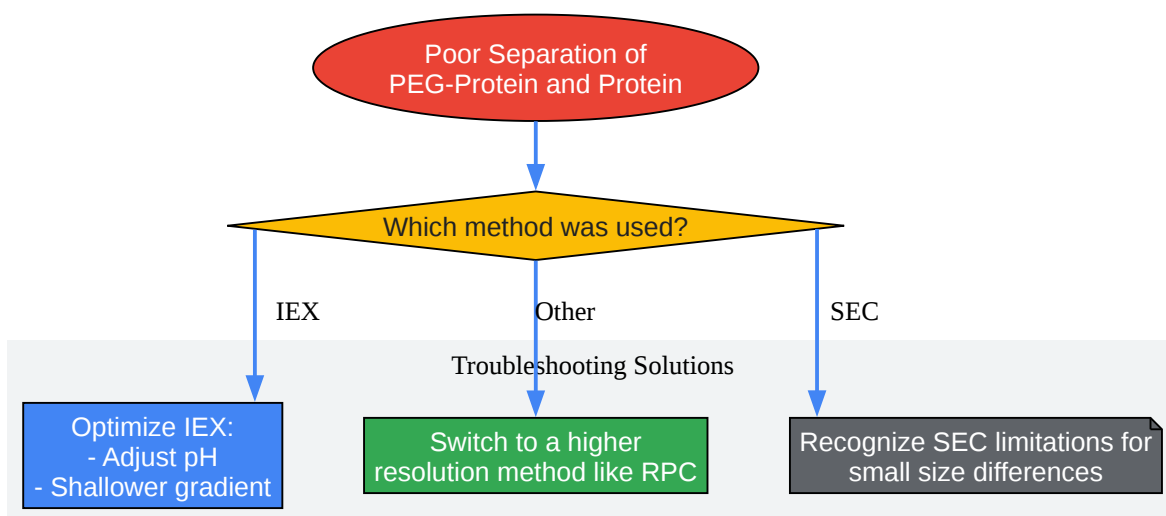 Poor Separation of
PEG-Protein and Protein
Which method was used?
IEX
Other
SEC
Troubleshooting Solutions
Optimize IEX:
- Adjust pH
- Shallower gradient
Switch to a higher
resolution method like RPC
Recognize SEC limitations for
small size differences